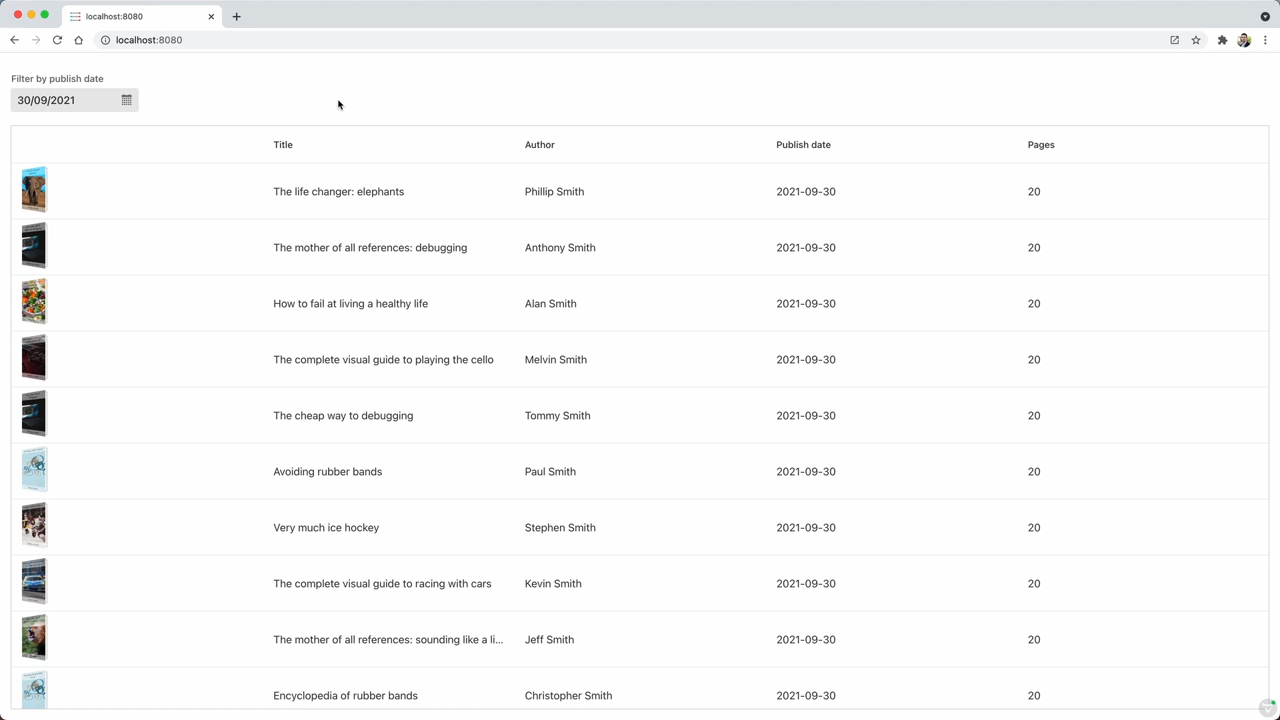 localhost:8080
localhost:8080
Filter by publish date
30/09/2021
Title Author Publish date Pages
The life changer: elephants Phillip Smith 2021-09-30 20
The mother of all references: debugging Anthony Smith 2021-09-30 20
How to fail at living a healthy life Alan Smith 2021-09-30 20
The complete visual guide to playing the cello Melvin Smith 2021-09-30 20
The cheap way to debugging Tommy Smith 2021-09-30 20
Avoiding rubber bands Paul Smith 2021-09-30 20
Very much ice hockey Stephen Smith 2021-09-30 20
The complete visual guide to racing with cars Kevin Smith 2021-09-30 20
The mother of all references: sounding like a li... Jeff Smith 2021-09-30 20
Encyclopedia of rubber bands Christopher Smith 2021-09-30 20